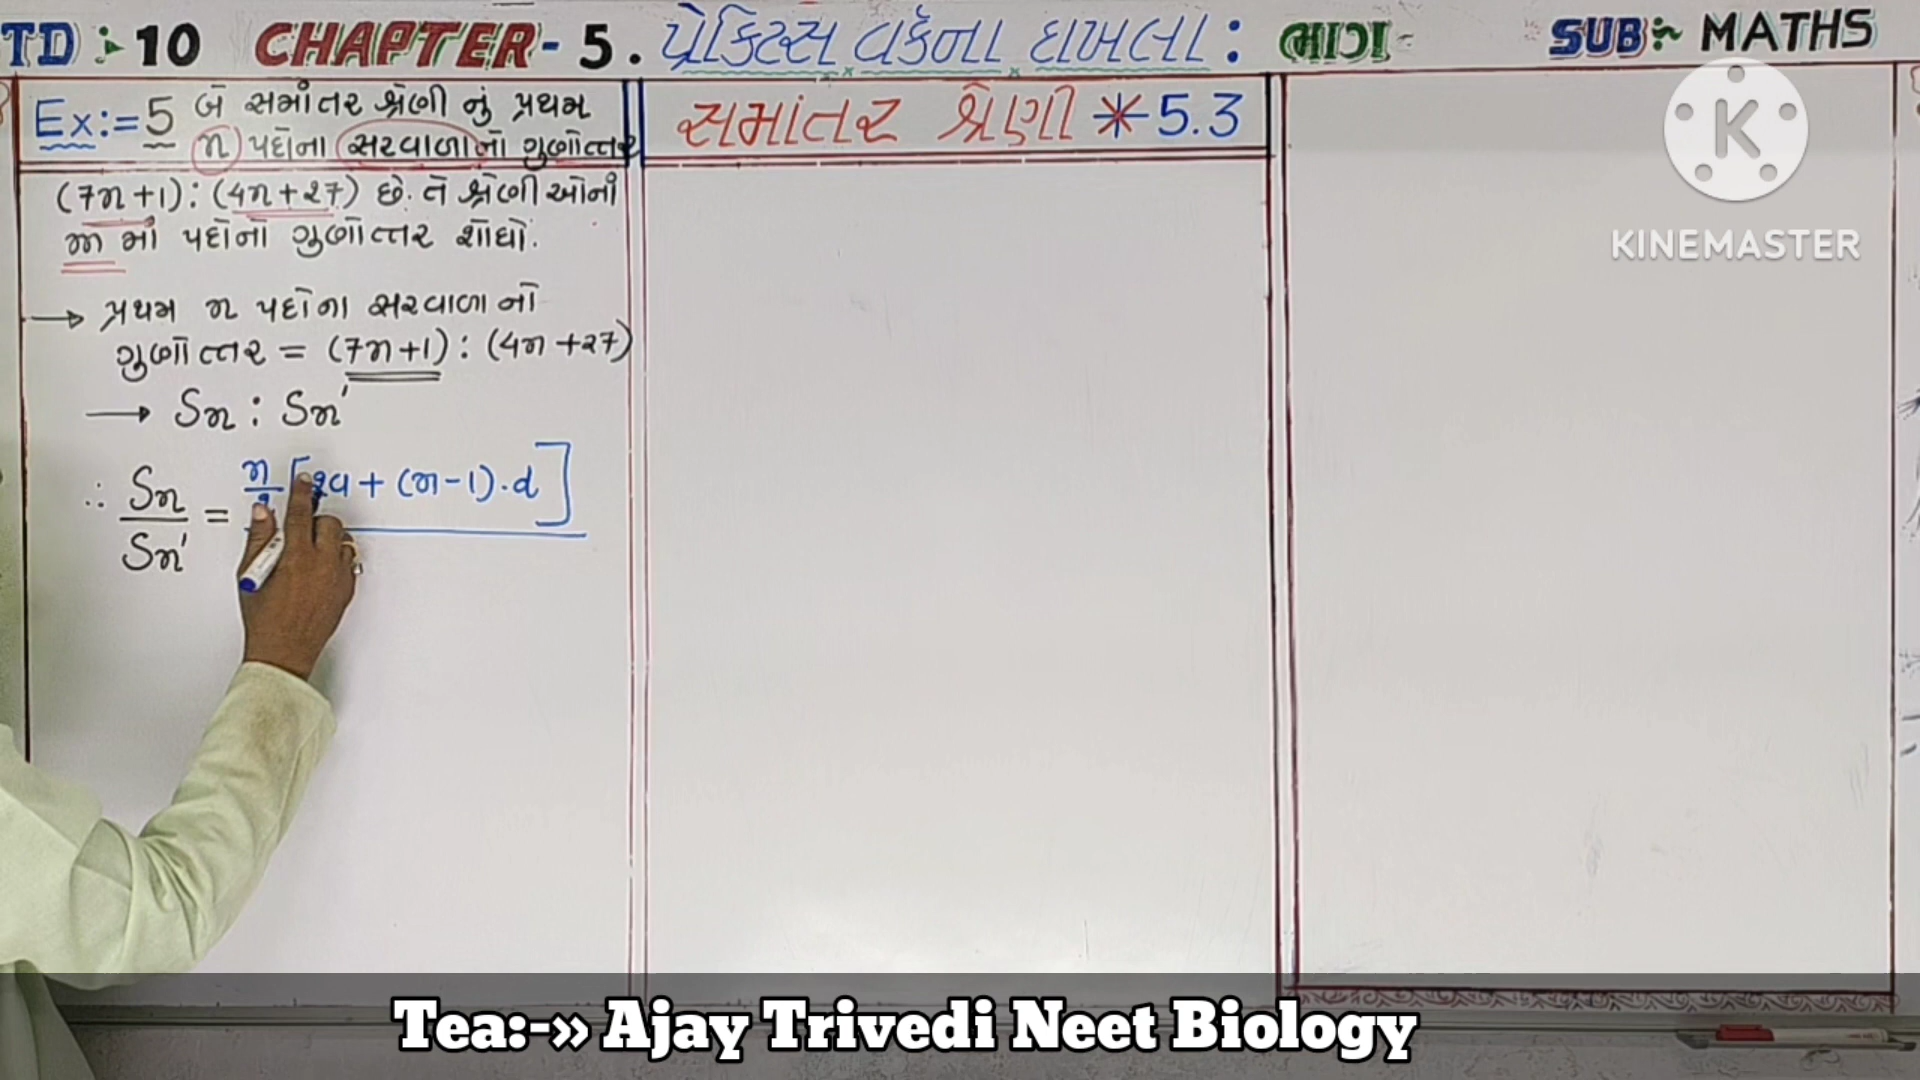 TD :- 10 CHAPTER - 5 . પ્રેક્ટિસ વર્કના દાખલા : ભાગ - SUB :- MATHS
Ex:= 5 બે સમાંતર શ્રેણી નું પ્રથમ
n પદોના સરવાળાનો ગુણોત્તર
(7n+1) : (4n+27) છે. તે શ્રેણીઓની
m માં પદોનો ગુણોત્તર શોધો.
→ પ્રથમ n પદોના સરવાળાનો
ગુણોત્તર = (7n+1) : (4n+27)
→ Sn : Sn'
∴ Sn/Sn' = n/2 [2a + (n-1).d]
સમાંતર શ્રેણી * 5.3
K
KINEMASTER
Tea:-» Ajay Trivedi Neet Biology